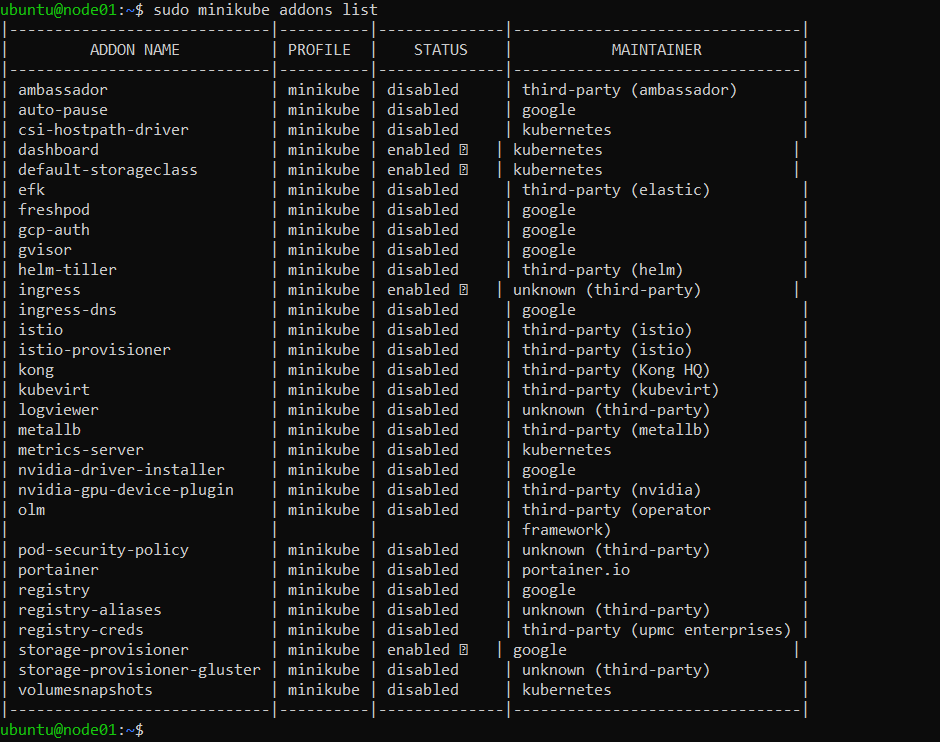 ubuntu@node01:~$ sudo minikube addons list
|-----------------------------|----------|--------------|--------------------------------|
|         ADDON NAME          | PROFILE  |    STATUS    |           MAINTAINER           |
|-----------------------------|----------|--------------|--------------------------------|
| ambassador                  | minikube | disabled     | third-party (ambassador)       |
| auto-pause                  | minikube | disabled     | google                         |
| csi-hostpath-driver         | minikube | disabled     | kubernetes                     |
| dashboard                   | minikube | enabled    | kubernetes                     |
| default-storageclass        | minikube | enabled    | kubernetes                     |
| efk                         | minikube | disabled     | third-party (elastic)          |
| freshpod                    | minikube | disabled     | google                         |
| gcp-auth                    | minikube | disabled     | google                         |
| gvisor                      | minikube | disabled     | google                         |
| helm-tiller                 | minikube | disabled     | third-party (helm)             |
| ingress                     | minikube | enabled    | unknown (third-party)          |
| ingress-dns                 | minikube | disabled     | google                         |
| istio                       | minikube | disabled     | third-party (istio)            |
| istio-provisioner           | minikube | disabled     | third-party (istio)            |
| kong                        | minikube | disabled     | third-party (Kong HQ)          |
| kubevirt                    | minikube | disabled     | third-party (kubevirt)         |
| logviewer                   | minikube | disabled     | unknown (third-party)          |
| metallb                     | minikube | disabled     | third-party (metallb)          |
| metrics-server              | minikube | disabled     | kubernetes                     |
| nvidia-driver-installer     | minikube | disabled     | google                         |
| nvidia-gpu-device-plugin    | minikube | disabled     | third-party (nvidia)           |
| olm                         | minikube | disabled     | third-party (operator          |
|                             |          |              | framework)                     |
| pod-security-policy         | minikube | disabled     | unknown (third-party)          |
| portainer                   | minikube | disabled     | portainer.io                   |
| registry                    | minikube | disabled     | google                         |
| registry-aliases            | minikube | disabled     | unknown (third-party)          |
| registry-creds              | minikube | disabled     | third-party (upmc enterprises) |
| storage-provisioner         | minikube | enabled    | google                         |
| storage-provisioner-gluster | minikube | disabled     | unknown (third-party)          |
| volumesnapshots             | minikube | disabled     | kubernetes                     |
|-----------------------------|----------|--------------|--------------------------------|
ubuntu@node01:~$